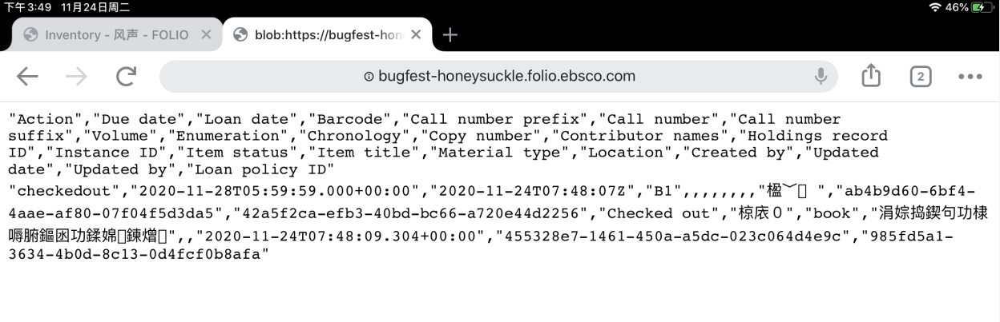 下午3:49 11月24日周二
46%
Inventory - 风声 - FOLIO
blob:https://bugfest-hon
bugfest-honeysuckle.folio.ebsco.com
2
"Action","Due date","Loan date","Barcode","Call number prefix","Call number","Call number
suffix","Volume","Enumeration","Chronology","Copy number","Contributor names","Holdings record
ID","Instance ID","Item status","Item title","Material type","Location","Created by","Updated
date","Updated by","Loan policy ID"
"checkedout","2020-11-28T05:59:59.000+00:00","2020-11-24T07:48:07Z","B1",,,,,,,,"楹﹀ ","ab4b9d60-6bf4-
4aae-af80-07f04f5d3da5","42a5f2ca-efb3-40bd-bc66-a720e44d2256","Checked out","椋庡０","book","涓婃捣鍥句功棣
嗕腑鏂囦功鍒婂鍊熷",,"2020-11-24T07:48:09.304+00:00","455328e7-1461-450a-a5dc-023c064d4e9c","985fd5a1-
3634-4b0d-8c13-0d4fcf0b8afa"